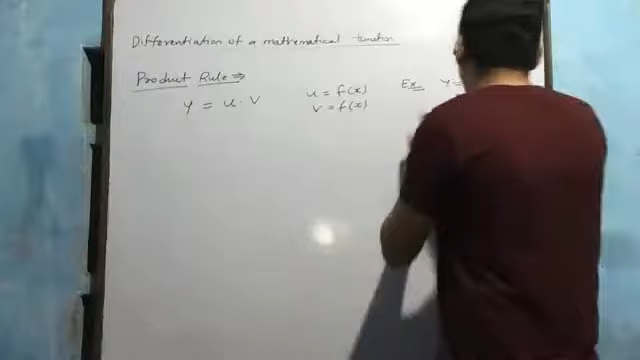 Differentiation of a mathematical function
Product Rule ⇒
y = u · v
u = f(x)
v = f(x)
Ex y =